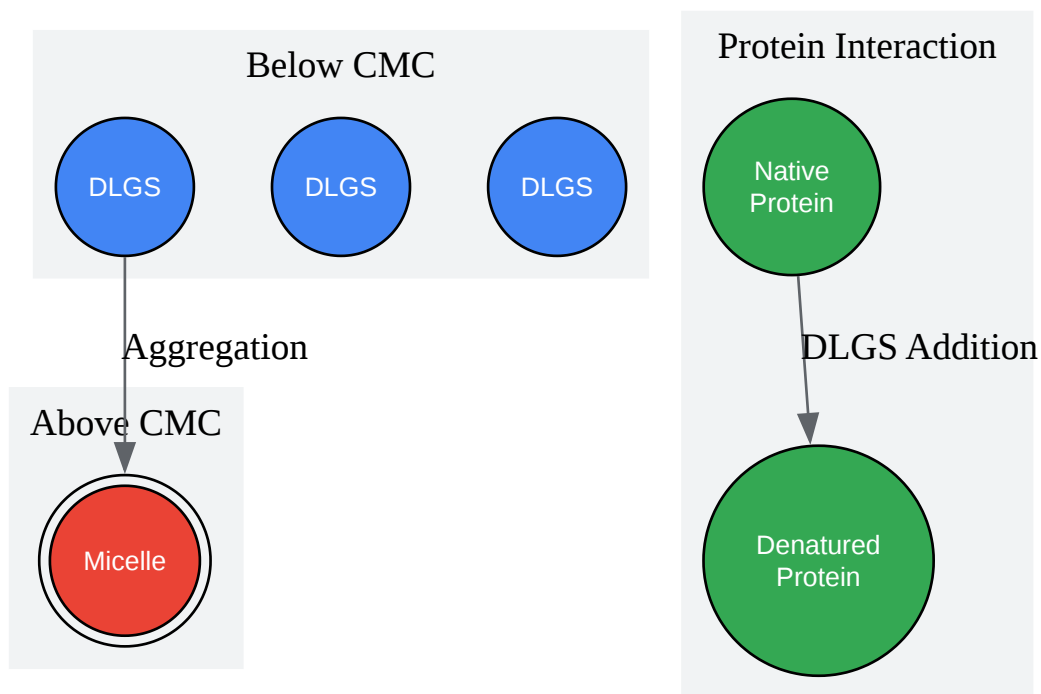 Below CMC
DLGS
DLGS
DLGS
Aggregation
Above CMC
Micelle
Protein Interaction
Native
Protein
DLGS Addition
Denatured
Protein